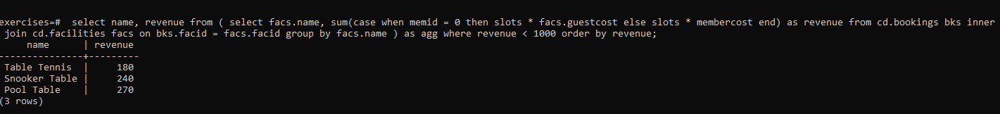 exercises=#  select name, revenue from ( select facs.name, sum(case when memid = 0 then slots * facs.guestcost else slots * membercost end) as revenue from cd.bookings bks inner
 join cd.facilities facs on bks.facid = facs.facid group by facs.name ) as agg where revenue < 1000 order by revenue;
     name      | revenue
---------------+---------
 Table Tennis  |     180
 Snooker Table |     240
 Pool Table    |     270
(3 rows)